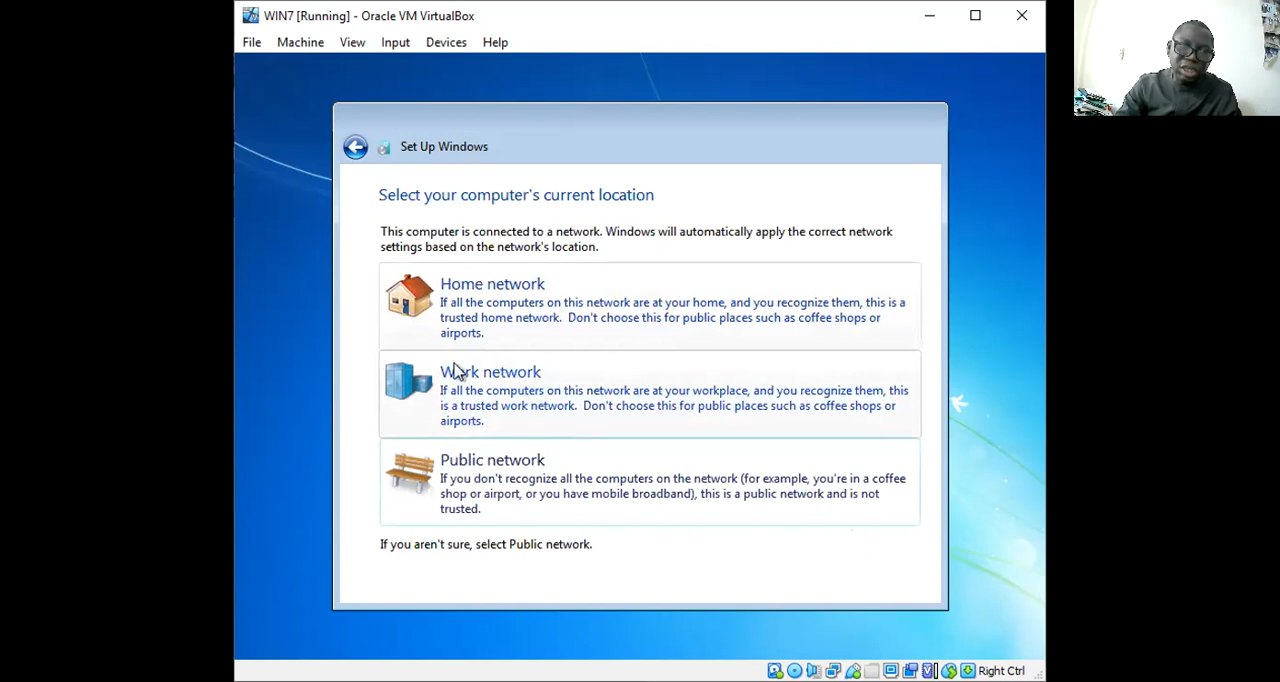 WIN7 [Running] - Oracle VM VirtualBox
File Machine View Input Devices Help
Set Up Windows
Select your computer's current location
This computer is connected to a network. Windows will automatically apply the correct network
settings based on the network's location.
Home network
If all the computers on this network are at your home, and you recognize them, this is a
trusted home network. Don't choose this for public places such as coffee shops or
airports.
Work network
If all the computers on this network are at your workplace, and you recognize them, this
is a trusted work network. Don't choose this for public places such as coffee shops or
airports.
Public network
If you don't recognize all the computers on the network (for example, you're in a coffee
shop or airport, or you have mobile broadband), this is a public network and is not
trusted.
If you aren't sure, select Public network.
Right Ctrl